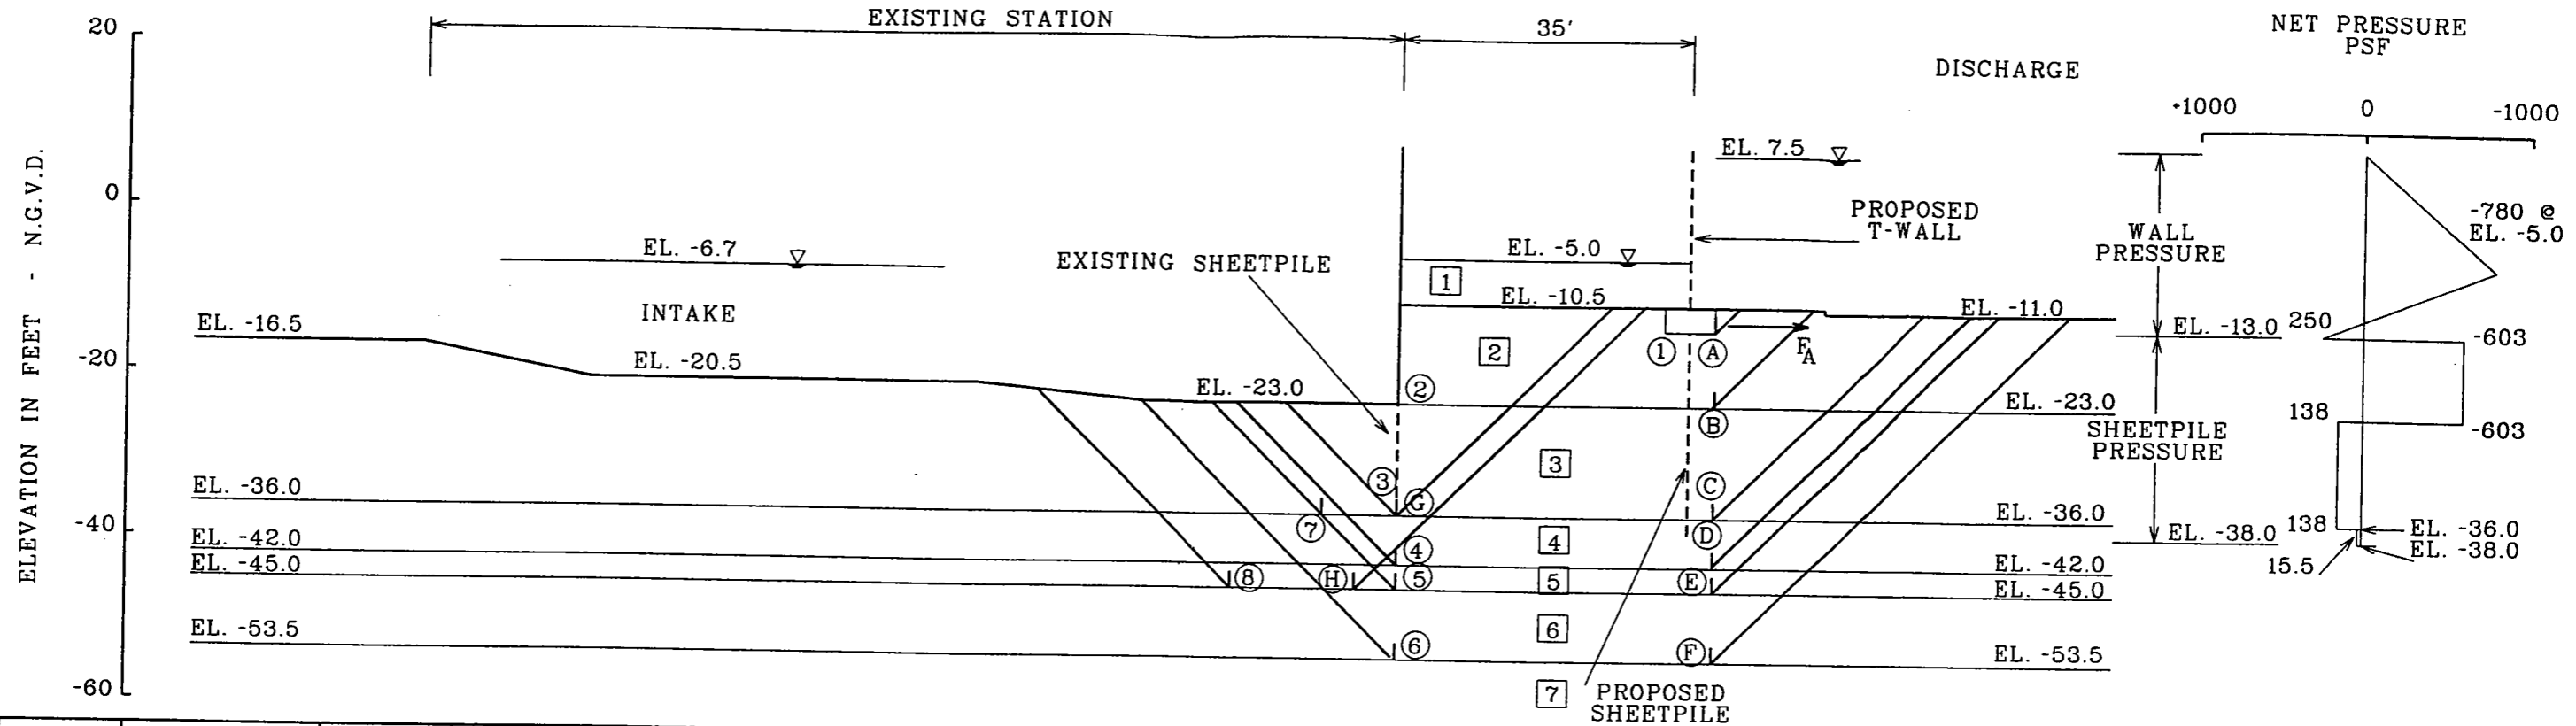 EXISTING STATION
35'
NET PRESSURE
PSF
DISCHARGE
+1000
0
-1000
20
0
-20
-40
-60
ELEVATION IN FEET - N.G.V.D.
EL. 7.5
PROPOSED
T-WALL
WALL
PRESSURE
-780 @
EL. -5.0
EL. -6.7
EXISTING SHEETPILE
EL. -5.0
1
EL. -10.5
EL. -11.0
INTAKE
EL. -16.5
EL. -13.0
250
-603
1
A
FA
2
EL. -20.5
EL. -23.0
2
EL. -23.0
B
138
-603
SHEETPILE
PRESSURE
3
3
C
G
EL. -36.0
7
D
EL. -36.0
EL. -38.0
138
EL. -36.0
EL. -38.0
15.5
4
4
EL. -42.0
EL. -42.0
EL. -45.0
8
H
5
5
E
EL. -45.0
6
EL. -53.5
6
F
EL. -53.5
7
PROPOSED
SHEETPILE